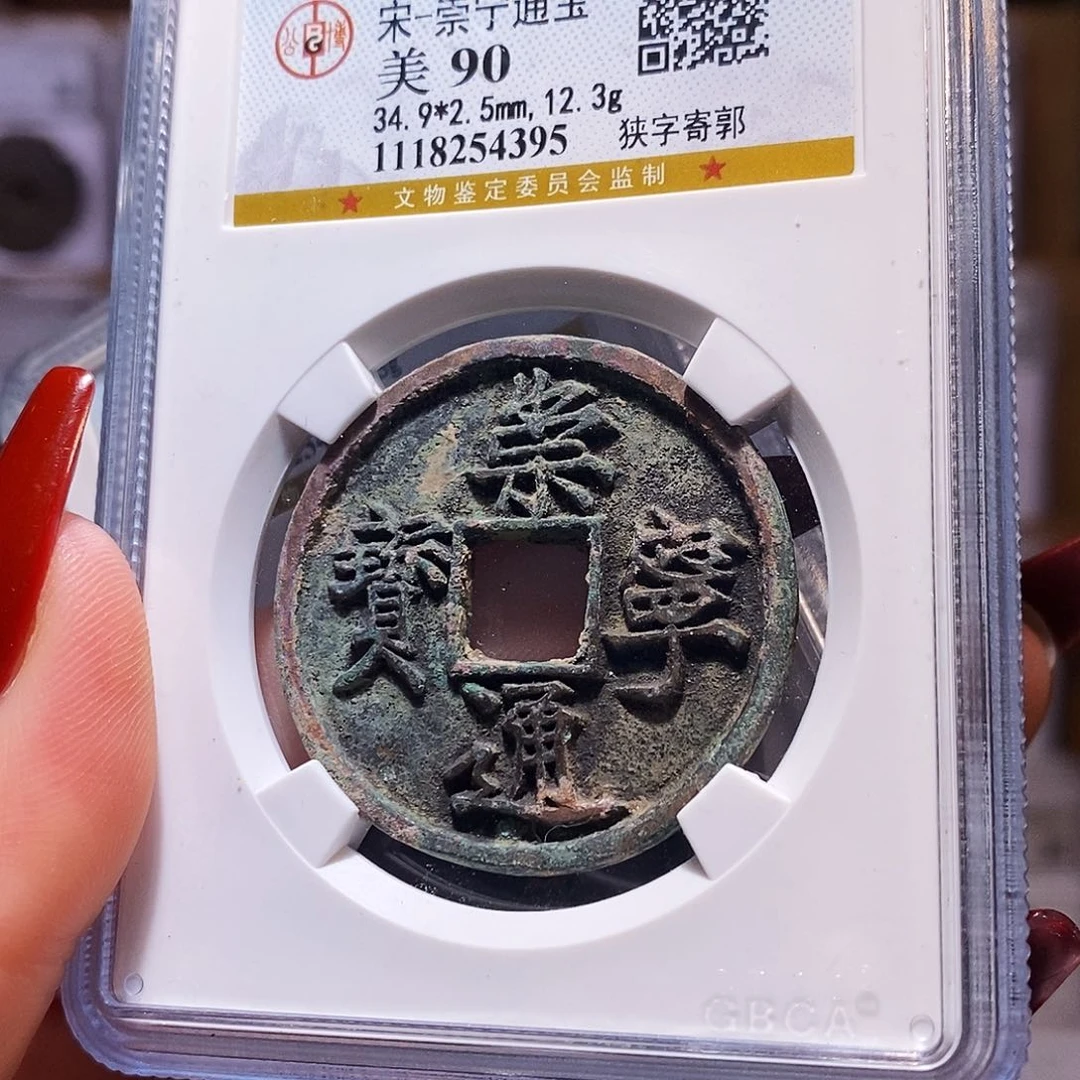 宋-崇宁通宝
美 90
34.9*2.5mm, 12.3g
1118254395 狭字寄郭
★ 文物鉴定委员会监制 ★
崇
寧
通
寳
GBCA